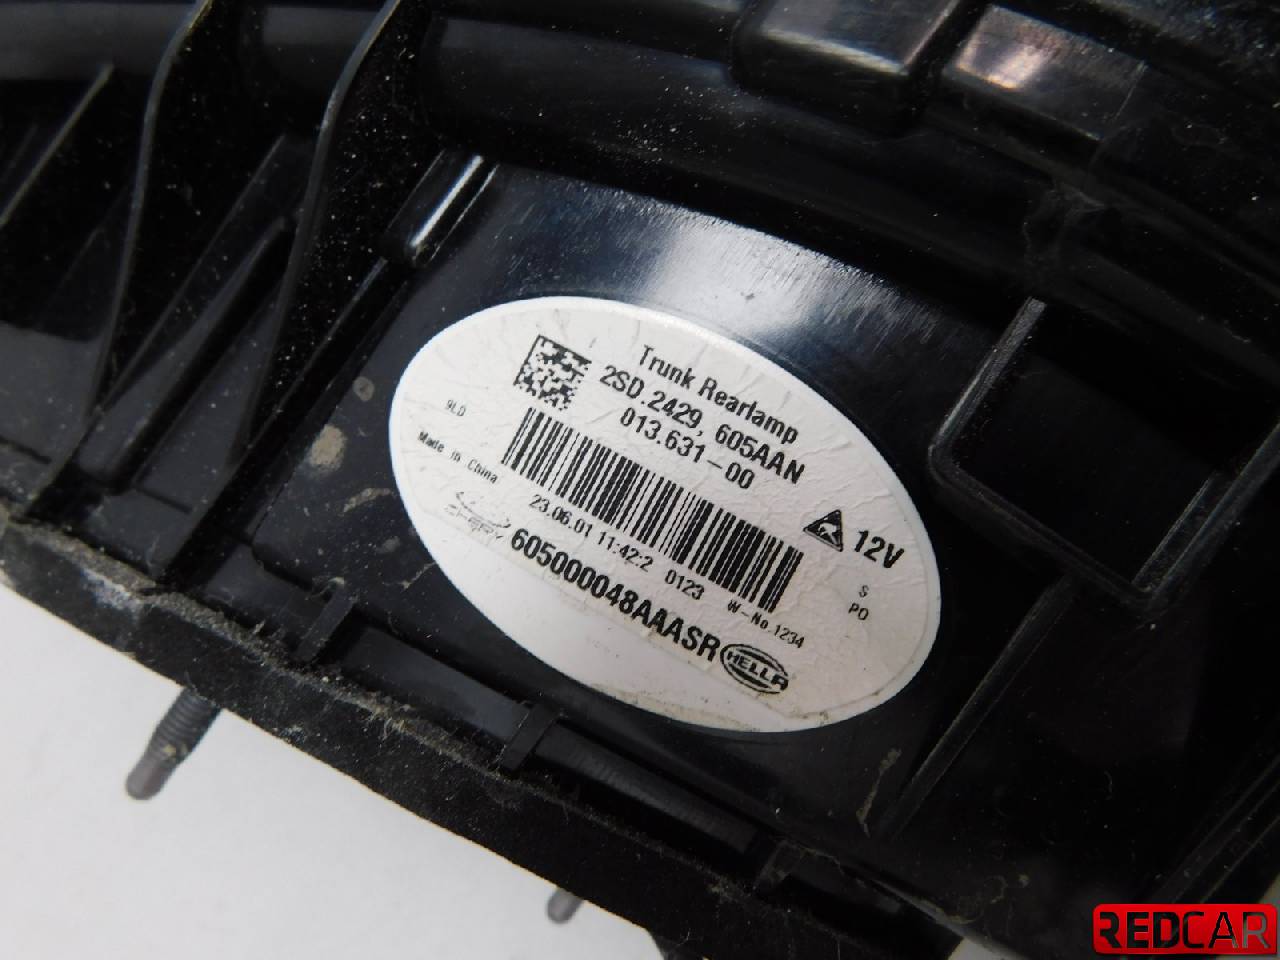 Trunk Rearlamp
2SD.2429, 605AAN
013.631-00
9LD
Made in China
12V
23.06.01 11:42:2 0123 W-No.1234
S
PO
CHERY
605000048AAASR
HELLA
REDCAR